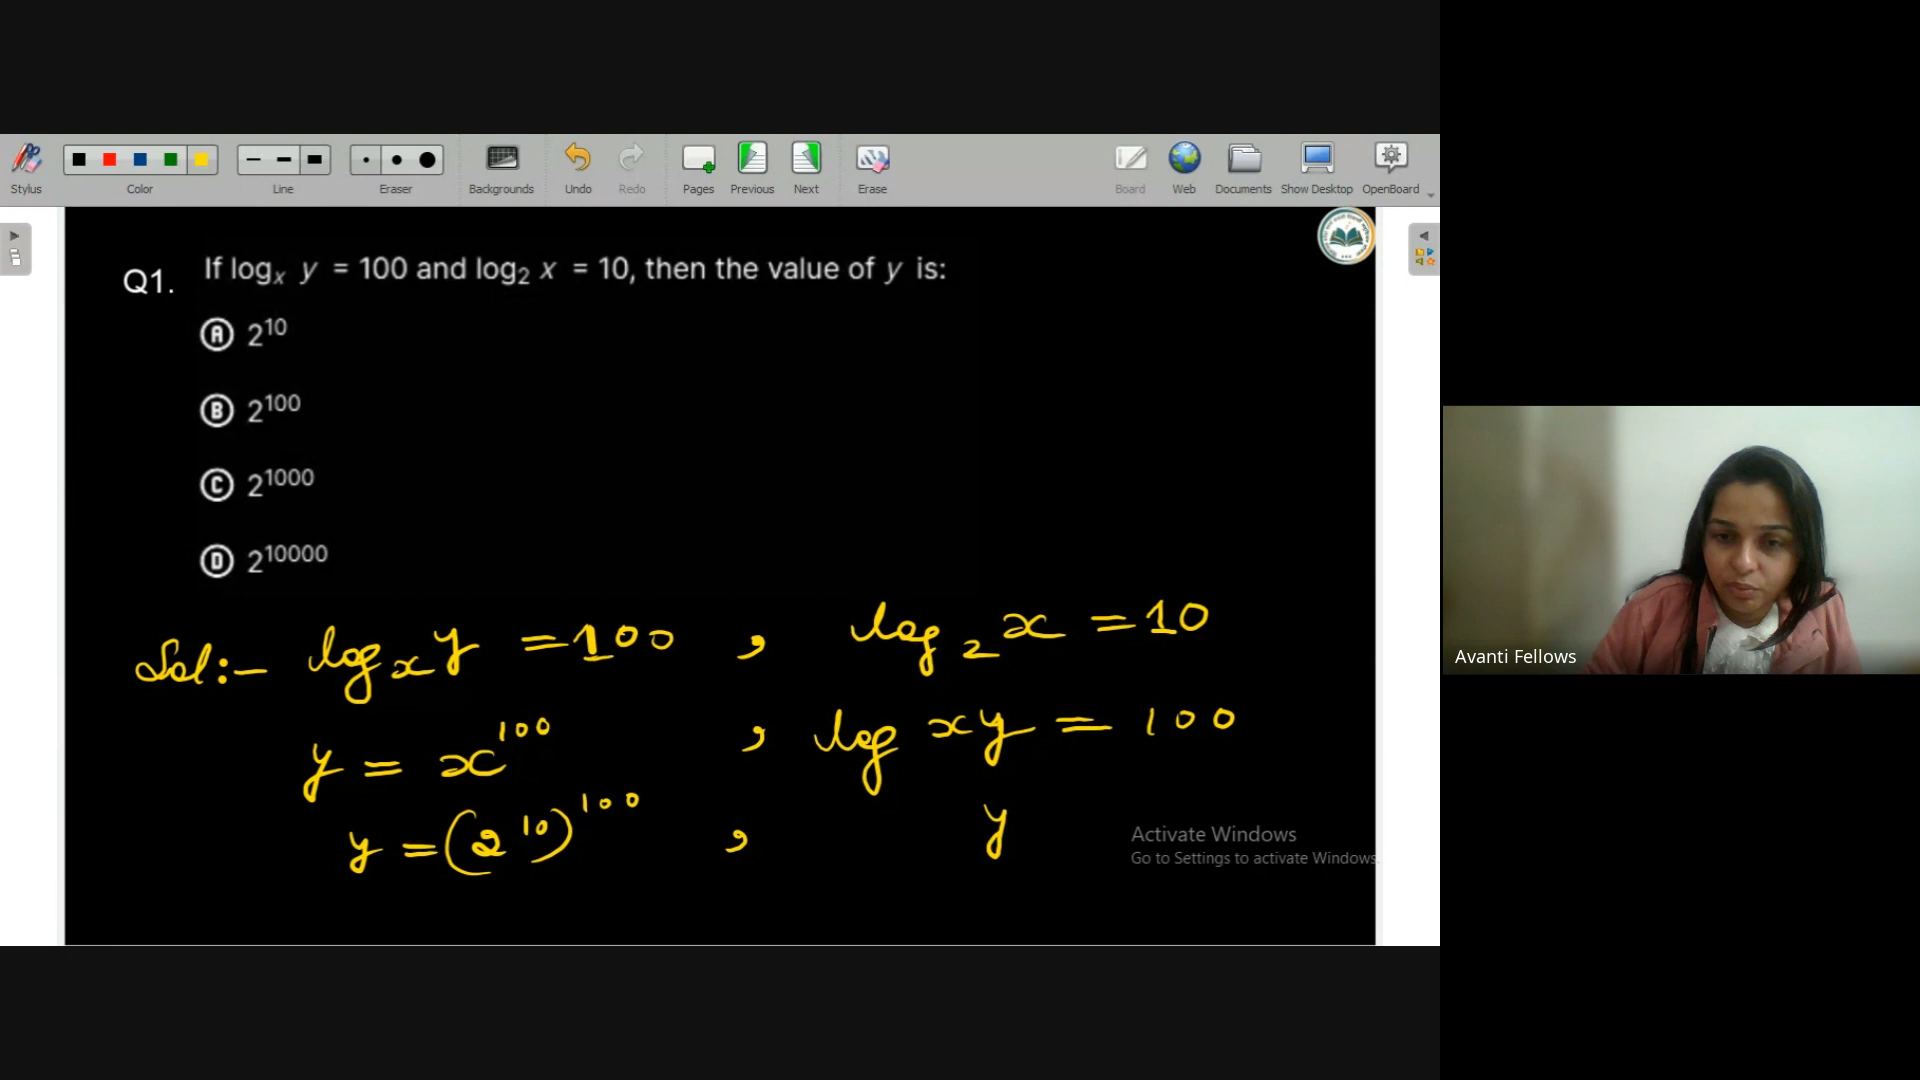 Stylus Color Line Eraser Backgrounds Undo Redo Pages Previous Next Erase Board Web Documents Show Desktop OpenBoard
Q1. If logₓ y = 100 and log₂ x = 10, then the value of y is:
A 2¹⁰
B 2¹⁰⁰
C 2¹⁰⁰⁰
D 2¹⁰⁰⁰⁰
Sol:- logₓ y = 100 , log₂ x = 10
y = x¹⁰⁰ , log xy = 100
y = (2¹⁰)¹⁰⁰ , y
Activate Windows
Go to Settings to activate Windows.
Avanti Fellows